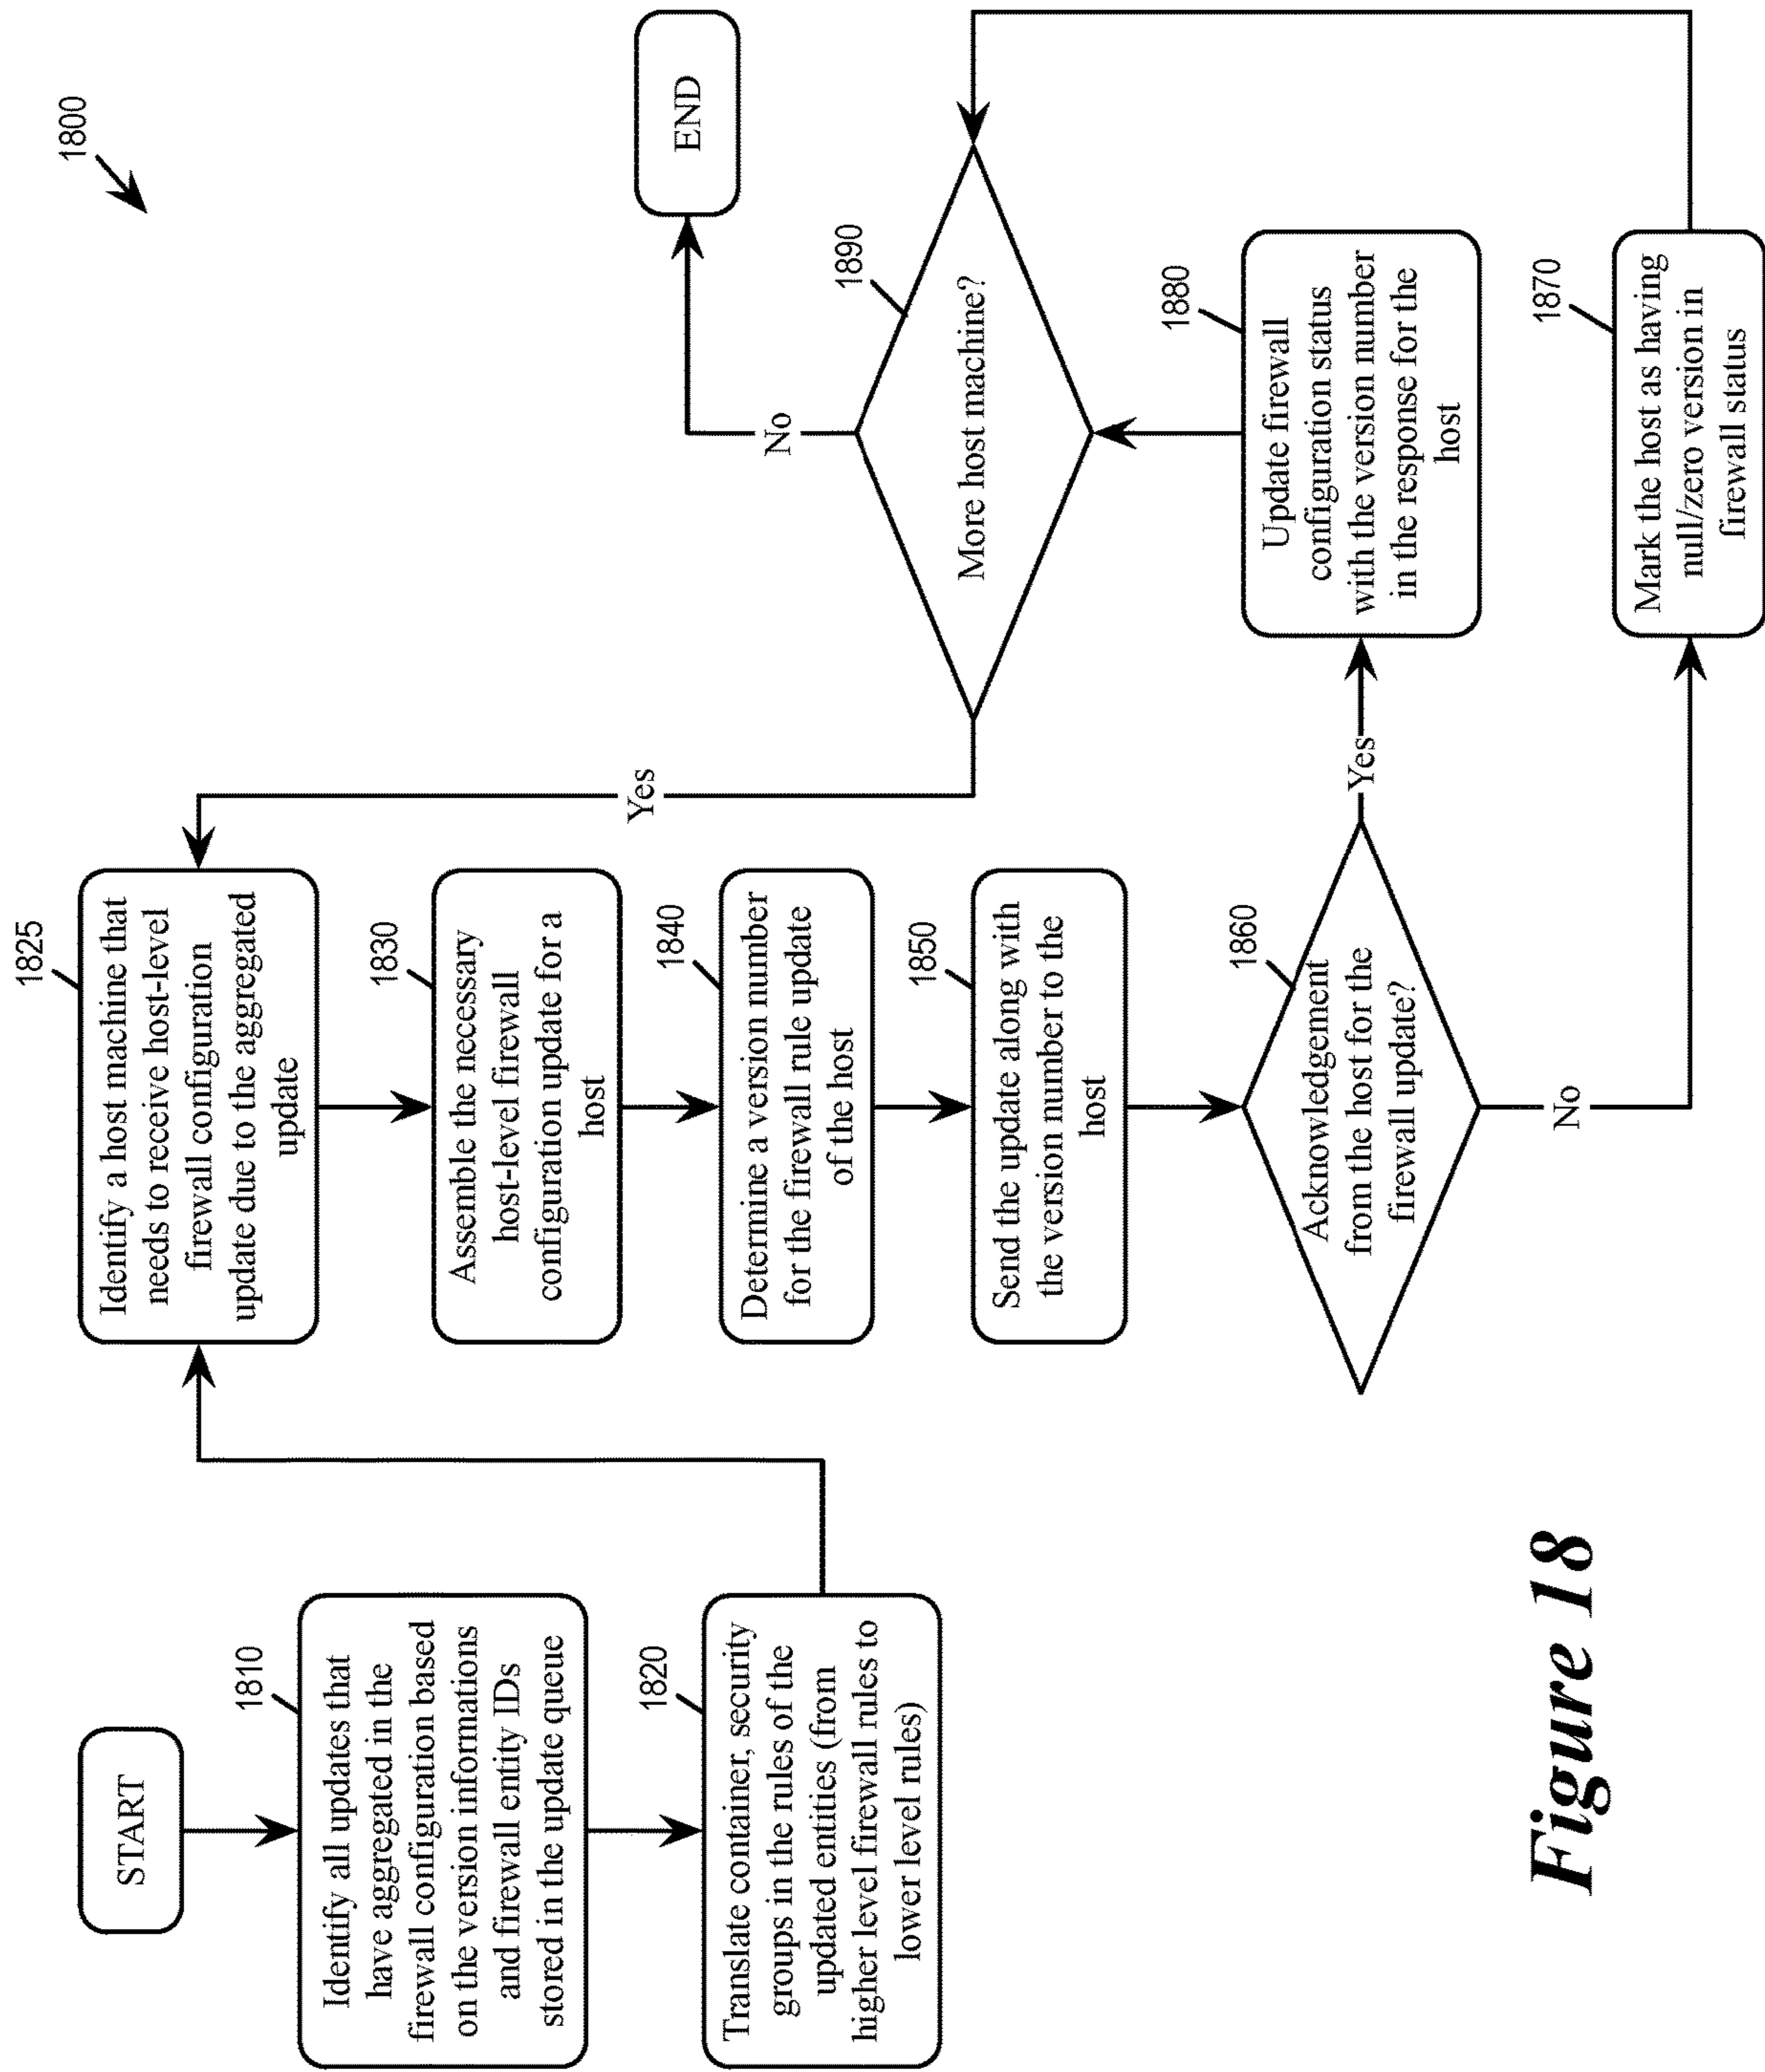 1800
START
1810
Identify all updates that
have aggregated in the
firewall configuration based
on the version informations
and firewall entity IDs
stored in the update queue
1820
Translate container, security
groups in the rules of the
updated entities (from
higher level firewall rules to
lower level rules)
1825
Identify a host machine that
needs to receive host-level
firewall configuration
update due to the aggregated
update
1830
Assemble the necessary
host-level firewall
configuration update for a
host
1840
Determine a version number
for the firewall rule update
of the host
1850
Send the update along with
the version number to the
host
1860
Acknowledgement
from the host for the
firewall update?
Yes
No
1870
Mark the host as having
null/zero version in
firewall status
1880
Update firewall
configuration status
with the version number
in the response for the
host
1890
More host machine?
Yes
No
END
Figure 18